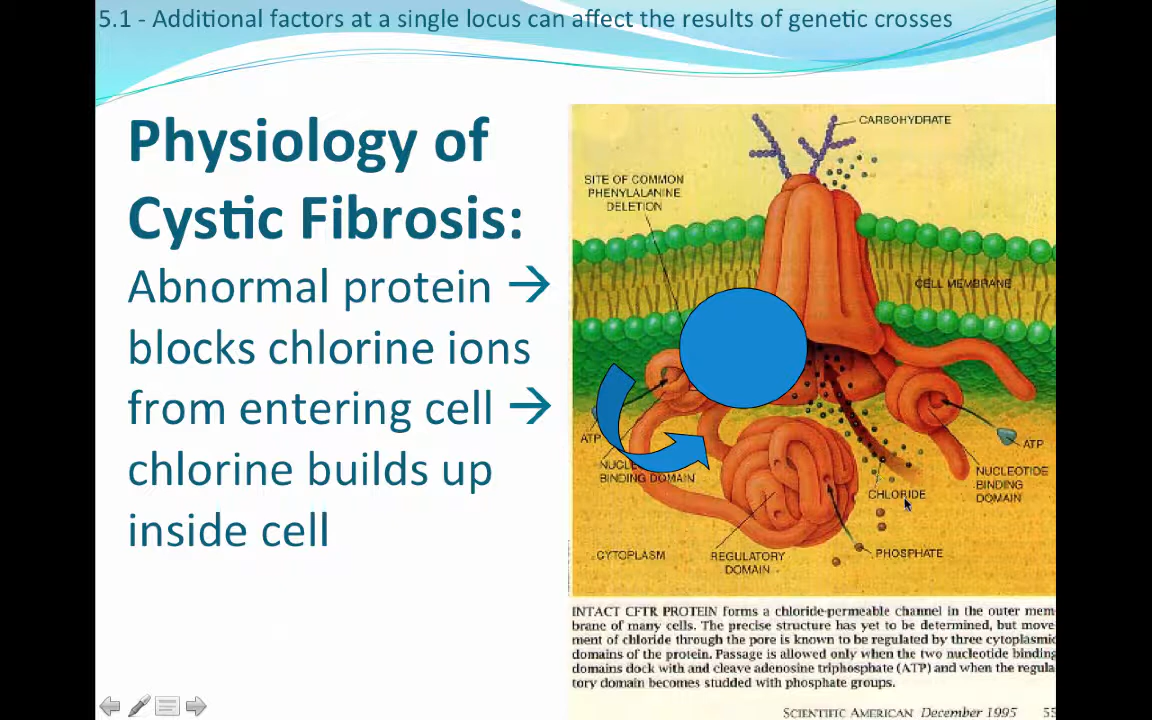 5.1 - Additional factors at a single locus can affect the results of genetic crosses
Physiology of
Cystic Fibrosis:
Abnormal protein →
blocks chlorine ions
from entering cell →
chlorine builds up
inside cell
CARBOHYDRATE
SITE OF COMMON
PHENYLALANINE
DELETION
CELL MEMBRANE
ATP
BINDING DOMAIN
ATP
NUCLEOTIDE
BINDING
DOMAIN
CHLORIDE
CYTOPLASM
REGULATORY
DOMAIN
PHOSPHATE
INTACT CFTR PROTEIN forms a chloride-permeable channel in the outer mem-
brane of many cells. The precise structure has yet to be determined, but move-
ment of chloride through the pore is known to be regulated by three cytoplasmic
domains of the protein. Passage is allowed only when the two nucleotide binding
domains dock with and cleave adenosine triphosphate (ATP) and when the regula-
tory domain becomes studded with phosphate groups.
SCIENTIFIC AMERICAN December 1995 55